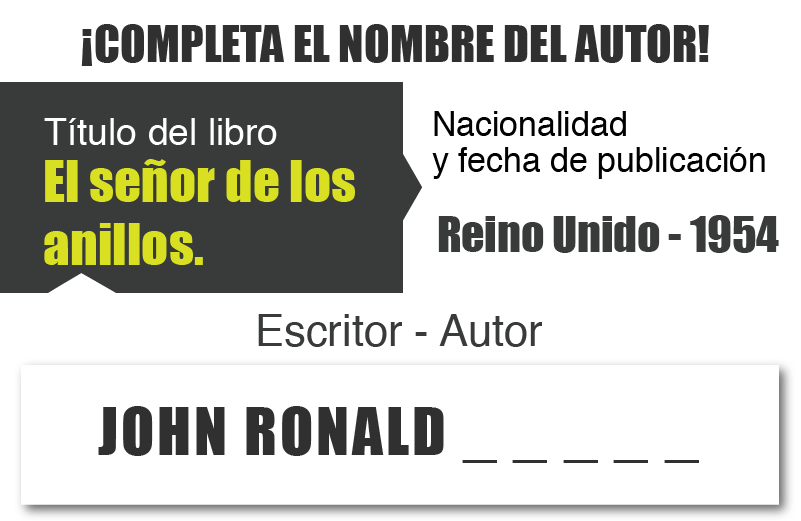 ¡COMPLETA EL NOMBRE DEL AUTOR!
Título del libro
El señor de los
anillos.
Nacionalidad
y fecha de publicación
Reino Unido - 1954
Escritor - Autor
JOHN RONALD _ _ _ _ _